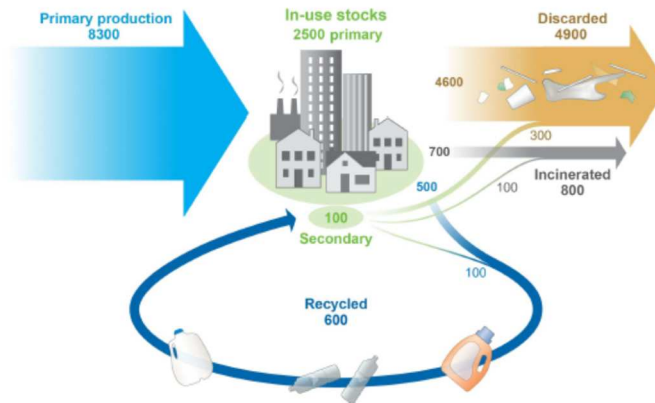 Primary production
8300
In-use stocks
2500 primary
Discarded
4900
4600
300
700
500
100
Incinerated
800
100
Secondary
100
Recycled
600